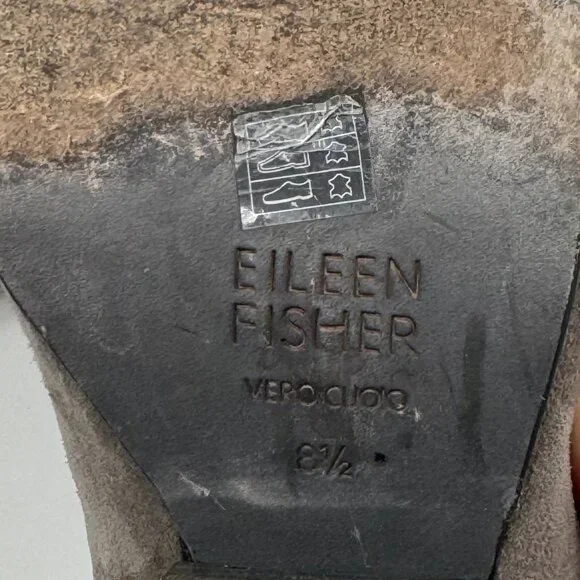 EILEEN
FISHER
VERO CUOIO
8½